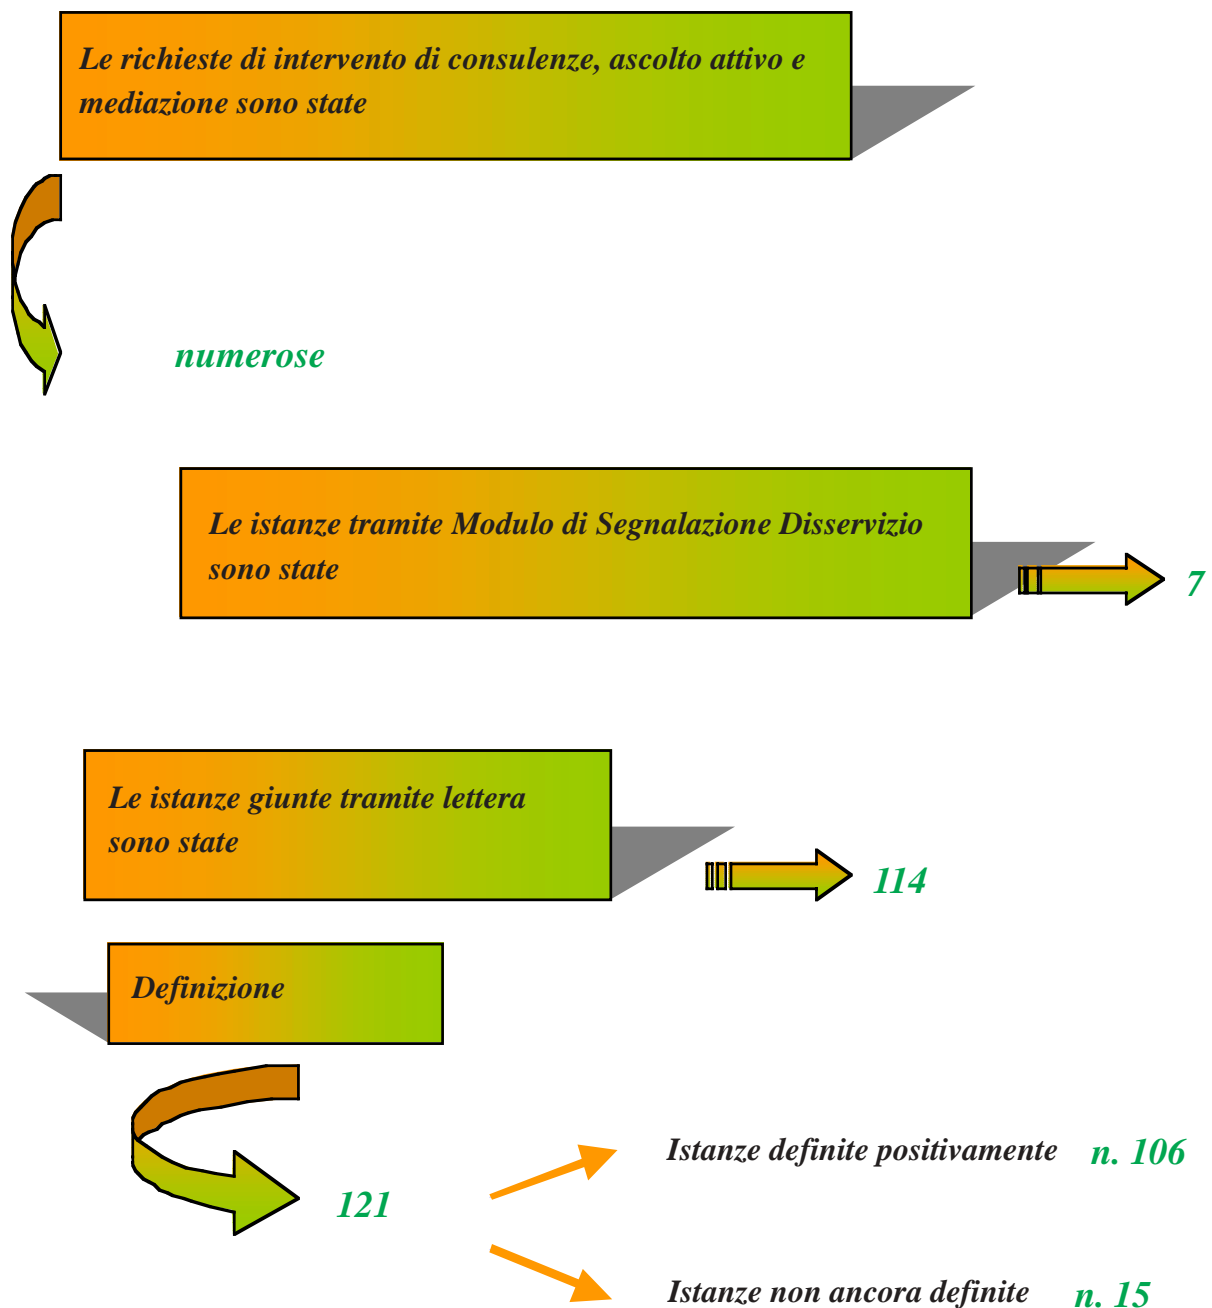 Le richieste di intervento di consulenze, ascolto attivo e
mediazione sono state
numerose
Le istanze tramite Modulo di Segnalazione Disservizio
sono state
7
Le istanze giunte tramite lettera
sono state
114
Definizione
Istanze definite positivamente n. 106
121
Istanze non ancora definite n. 15